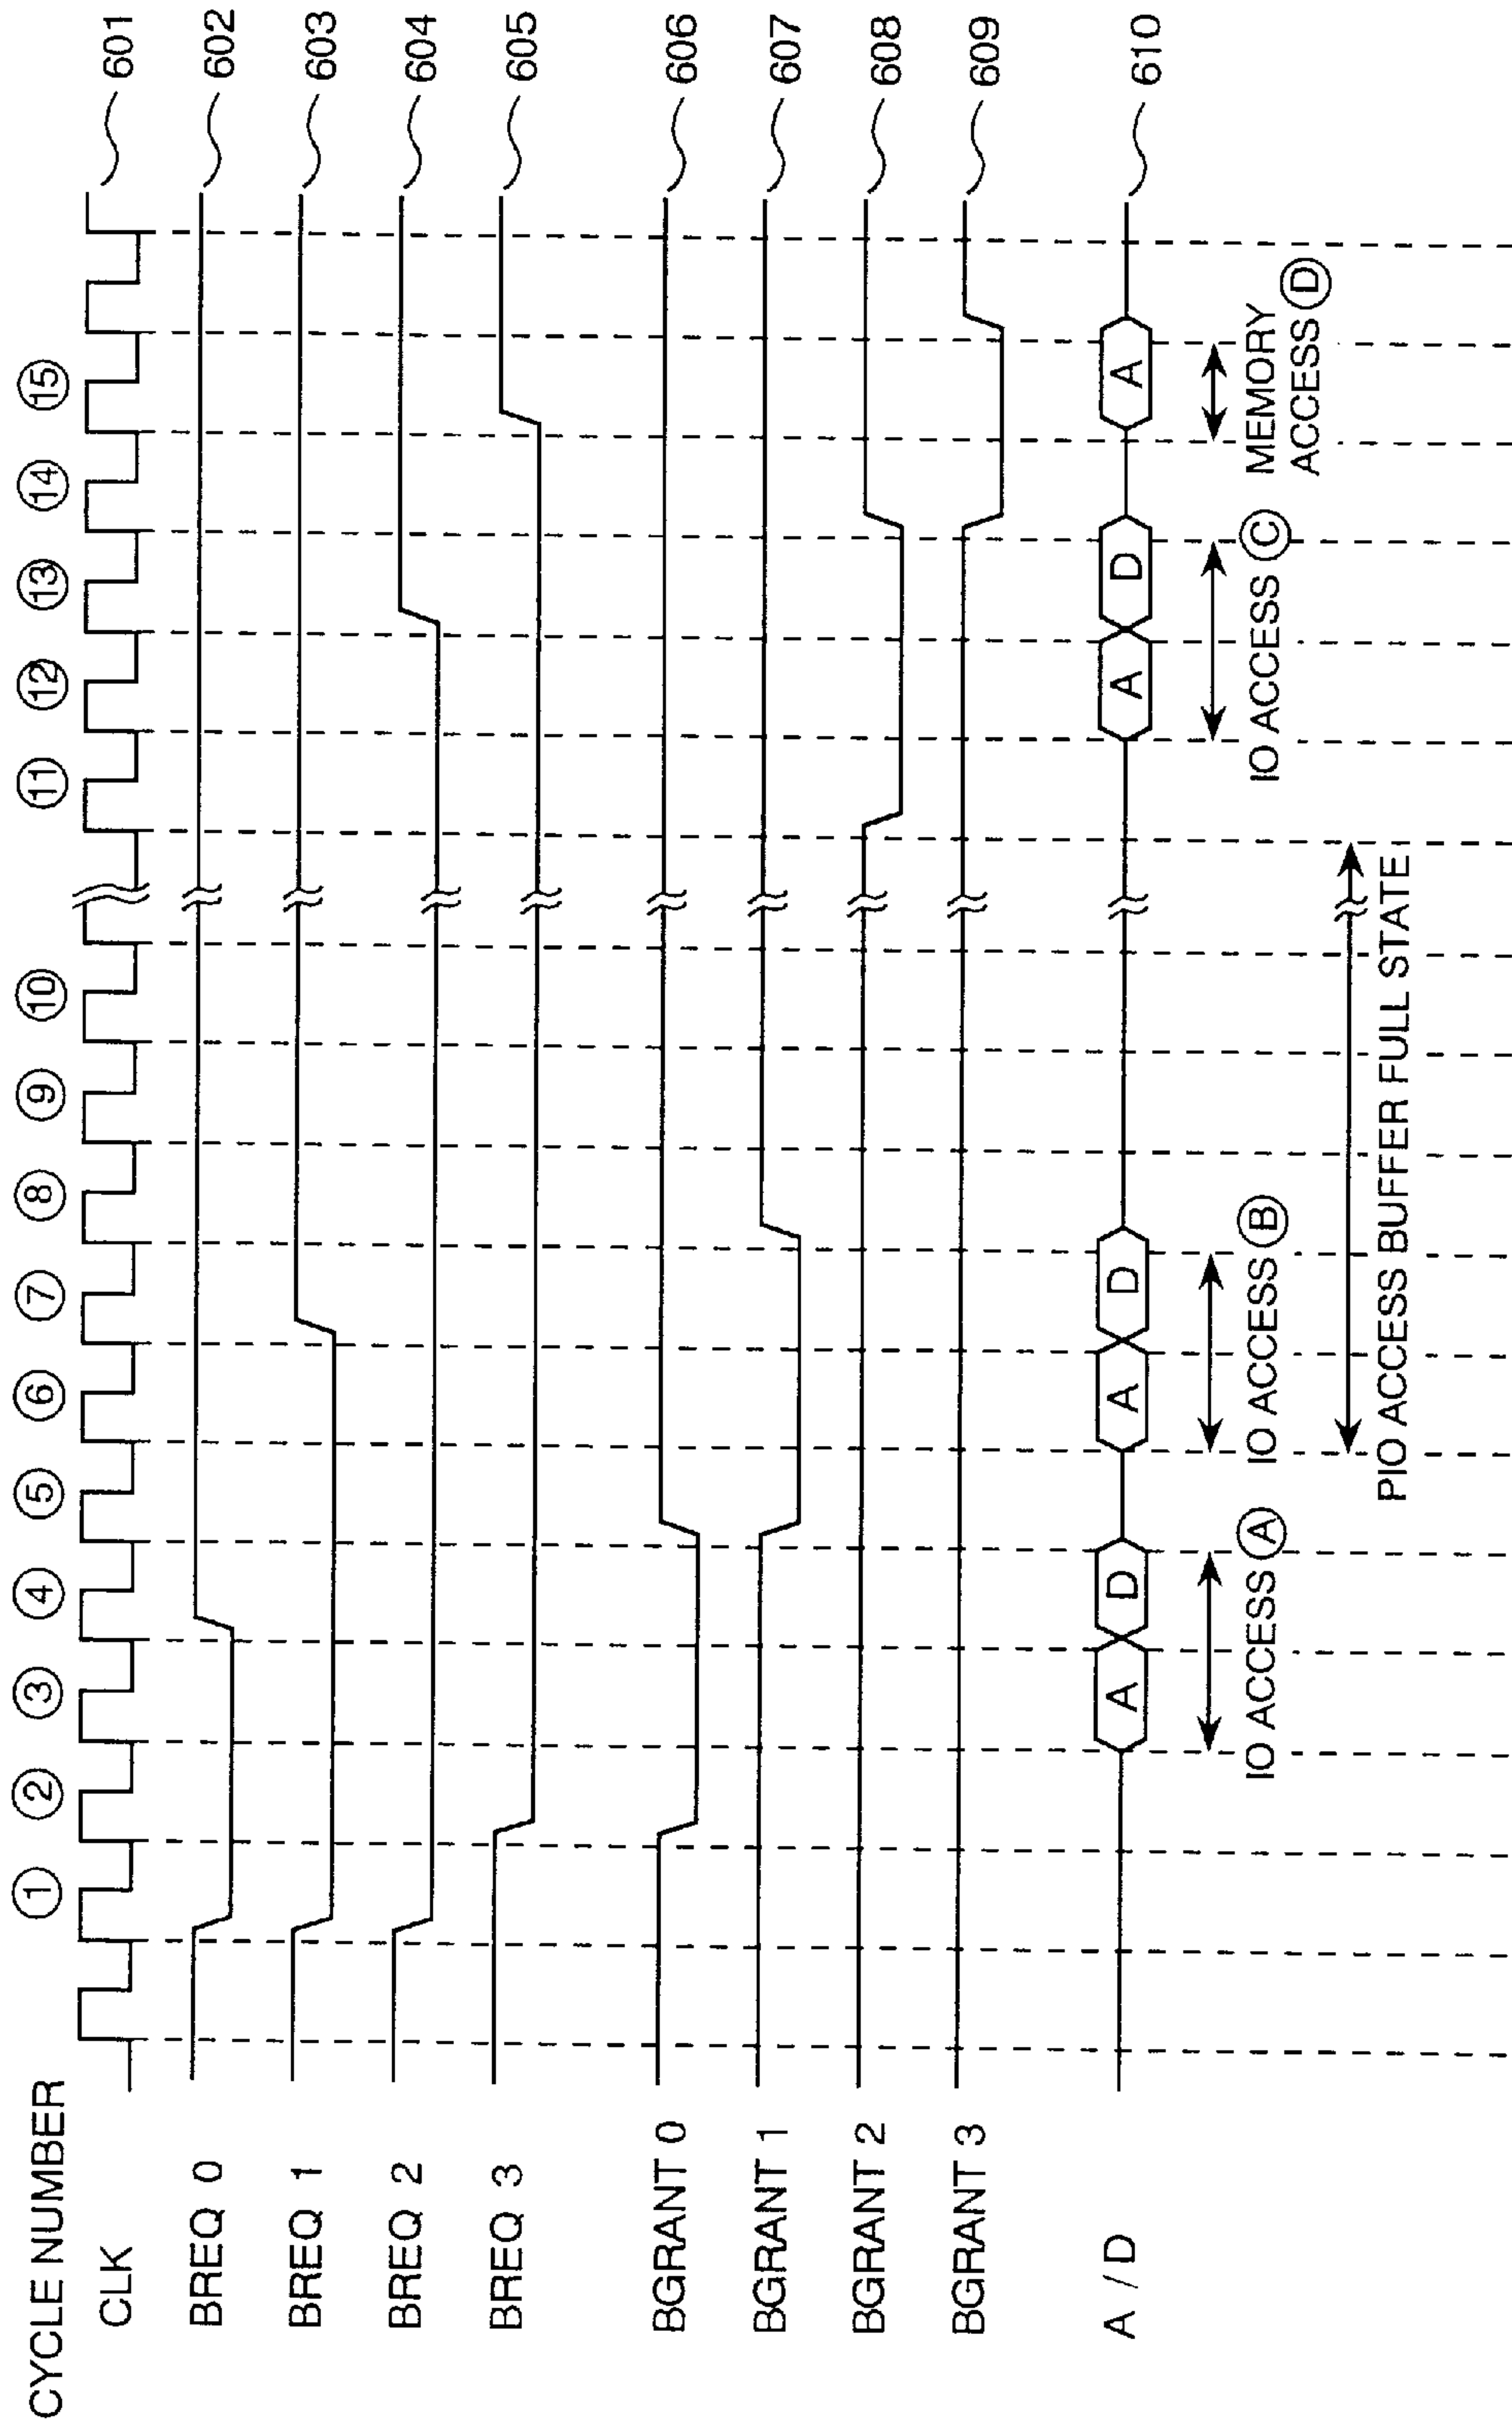 CYCLE NUMBER ① ② ③ ④ ⑤ ⑥ ⑦ ⑧ ⑨ ⑩ ⑪ ⑫ ⑬ ⑭ ⑮
CLK 601
BREQ 0 602
BREQ 1 603
BREQ 2 604
BREQ 3 605
BGRANT 0 606
BGRANT 1 607
BGRANT 2 608
BGRANT 3 609
A / D A D A D A D A 610
IO ACCESS Ⓐ IO ACCESS Ⓑ IO ACCESS Ⓒ MEMORY
ACCESS Ⓓ
PIO ACCESS BUFFER FULL STATE